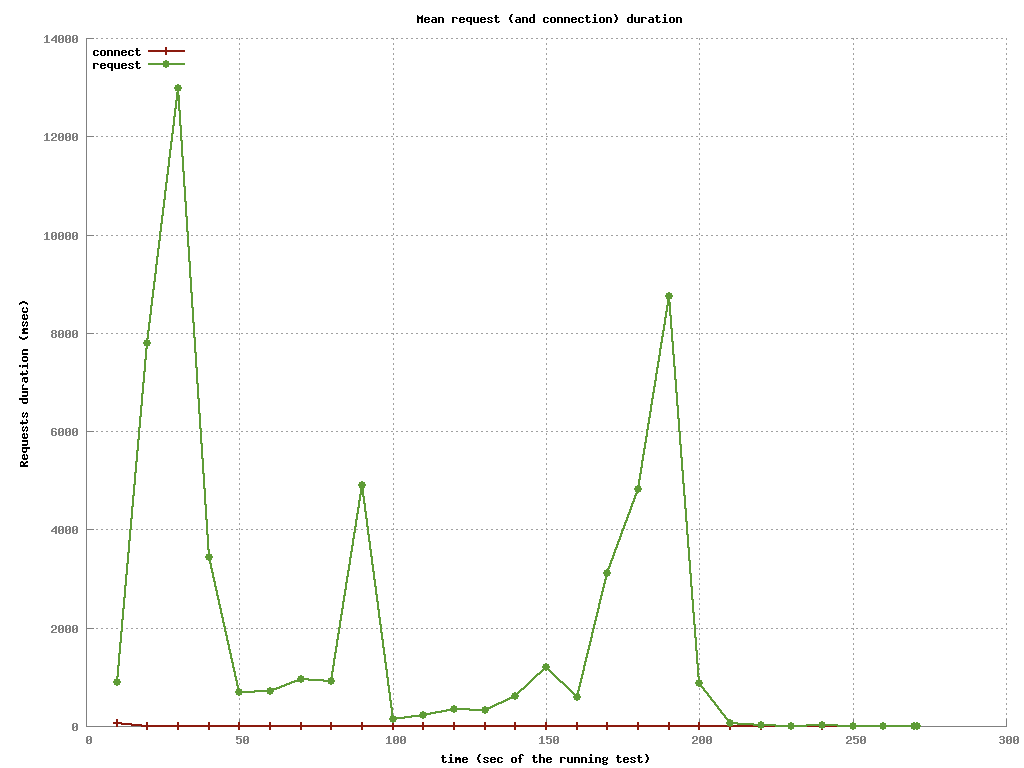 Mean request (and connection) duration
14000
connect
request
12000
10000
8000
6000
4000
2000
0
Requests duration (msec)
0 50 100 150 200 250 300
time (sec of the running test)